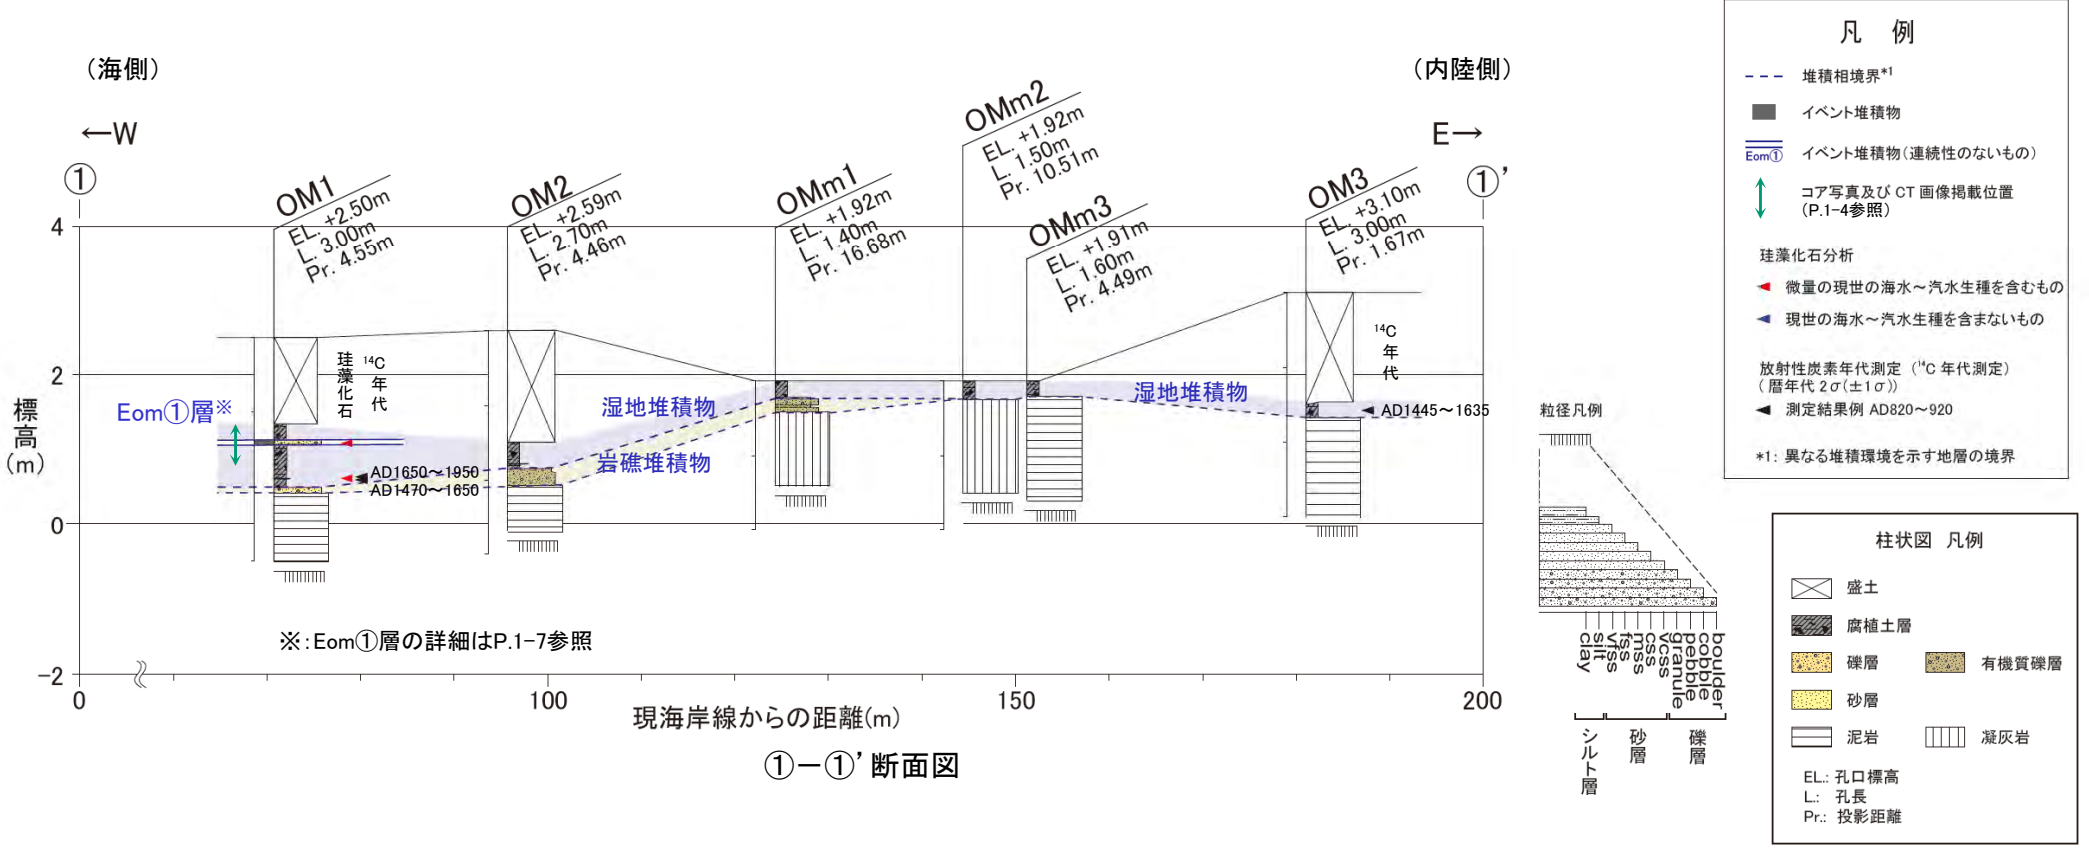 (海側)
(内陸側)
←W
E→
①
①’
OM1
EL. +2.50m
L. 3.00m
Pr. 4.55m
OM2
EL. +2.59m
L. 2.70m
Pr. 4.46m
OMm1
EL. +1.92m
L. 1.40m
Pr. 16.68m
OMm2
EL. +1.92m
L. 1.50m
Pr. 10.51m
OMm3
EL. +1.91m
L. 1.60m
Pr. 4.49m
OM3
EL. +3.10m
L. 3.00m
Pr. 1.67m
4
2
0
-2
標高(m)
珪藻化石
¹⁴C年代
¹⁴C年代
Eom①層※
湿地堆積物
湿地堆積物
岩礁堆積物
AD1650～1950
AD1470～1650
AD1445～1635
※:Eom①層の詳細はP.1-7参照
0
100
150
200
現海岸線からの距離(m)
①－①’断面図
凡 例
堆積相境界*1
イベント堆積物
Eom①
イベント堆積物(連続性のないもの)
コア写真及び CT 画像掲載位置
(P.1-4参照)
珪藻化石分析
微量の現世の海水～汽水生種を含むもの
現世の海水～汽水生種を含まないもの
放射性炭素年代測定 (¹⁴C 年代測定)
(暦年代 2σ(±1σ))
測定結果例 AD820～920
*1: 異なる堆積環境を示す地層の境界
粒径凡例
clay
silt
vfss
fss
mss
css
vcss
granule
pebble
cobble
boulder
シルト層
砂層
礫層
柱状図 凡例
盛土
腐植土層
礫層
有機質礫層
砂層
泥岩
凝灰岩
EL.: 孔口標高
L.: 孔長
Pr.: 投影距離